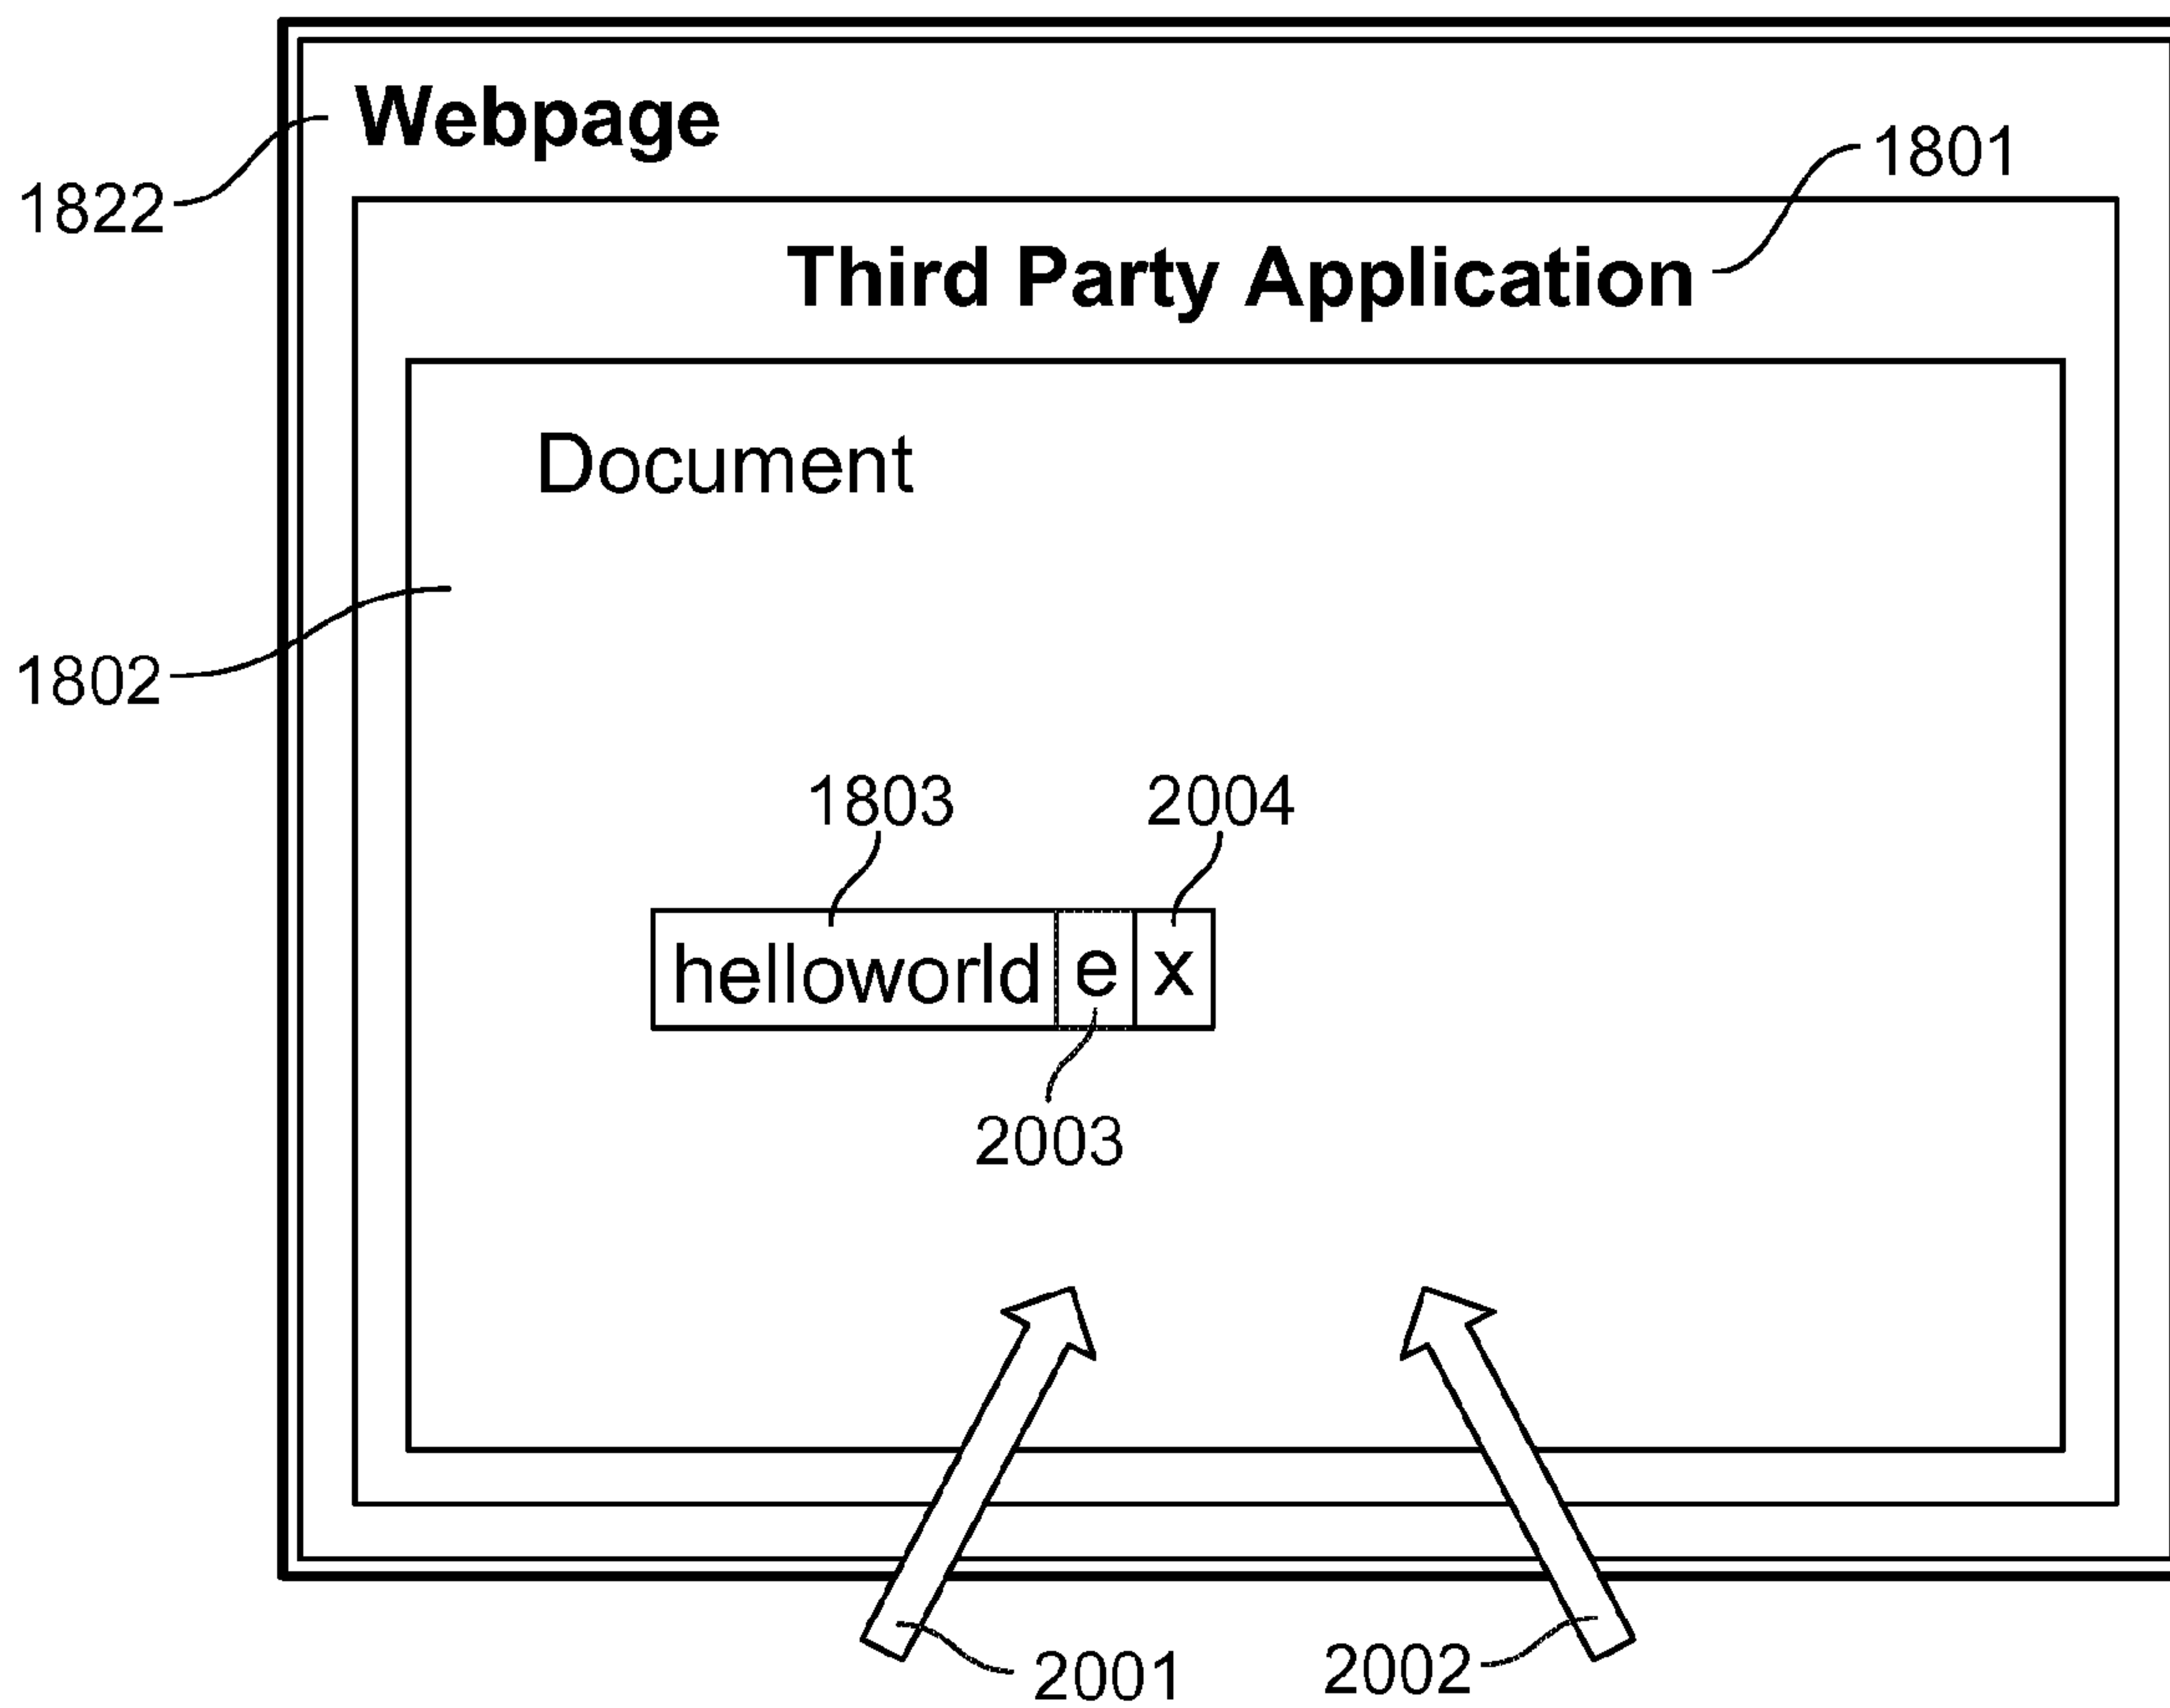 Webpage
1801
1822
Third Party Application
Document
1802
1803
2004
helloworld e x
2003
2001
2002